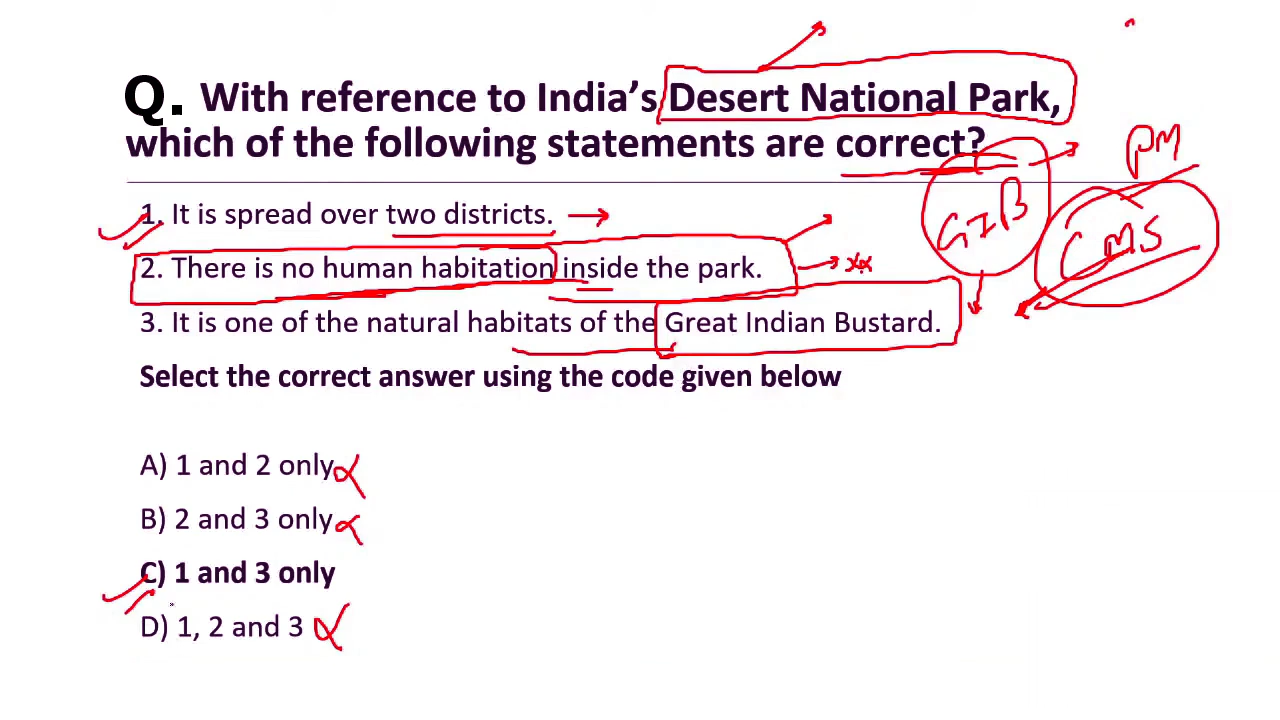 Q. With reference to India's Desert National Park,
which of the following statements are correct?
PM
GIB
CMS
1. It is spread over two districts.
2. There is no human habitation inside the park.
3. It is one of the natural habitats of the Great Indian Bustard.
Select the correct answer using the code given below
A) 1 and 2 only
B) 2 and 3 only
C) 1 and 3 only
D) 1, 2 and 3